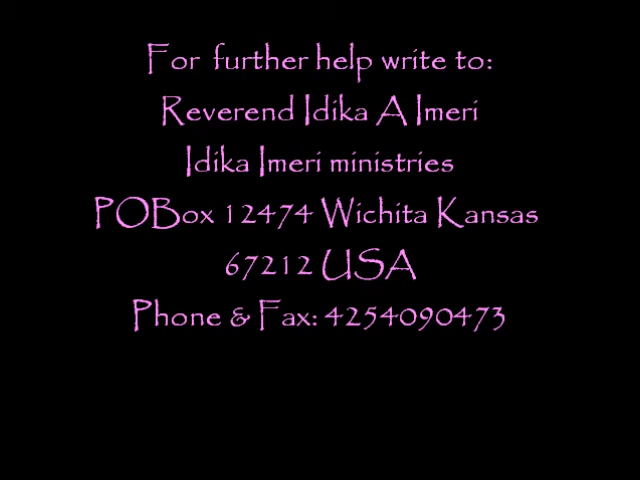 For further help write to:
Reverend Idika A Imeri
Idika Imeri ministries
POBox 12474 Wichita Kansas
67212 USA
Phone & Fax: 4254090473